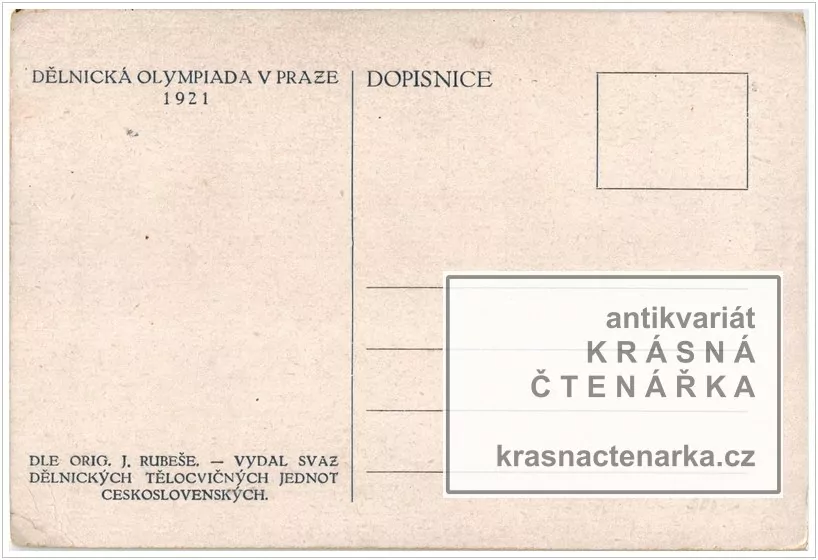 DĚLNICKÁ OLYMPIADA V PRAZE
1921
DOPISNICE
DLE ORIG. J. RUBEŠE. — VYDAL SVAZ
DĚLNICKÝCH TĚLOCVIČNÝCH JEDNOT
ČESKOSLOVENSKÝCH.
antikvariát
KRÁSNÁ
ČTENÁŘKA
krasnactenarka.cz